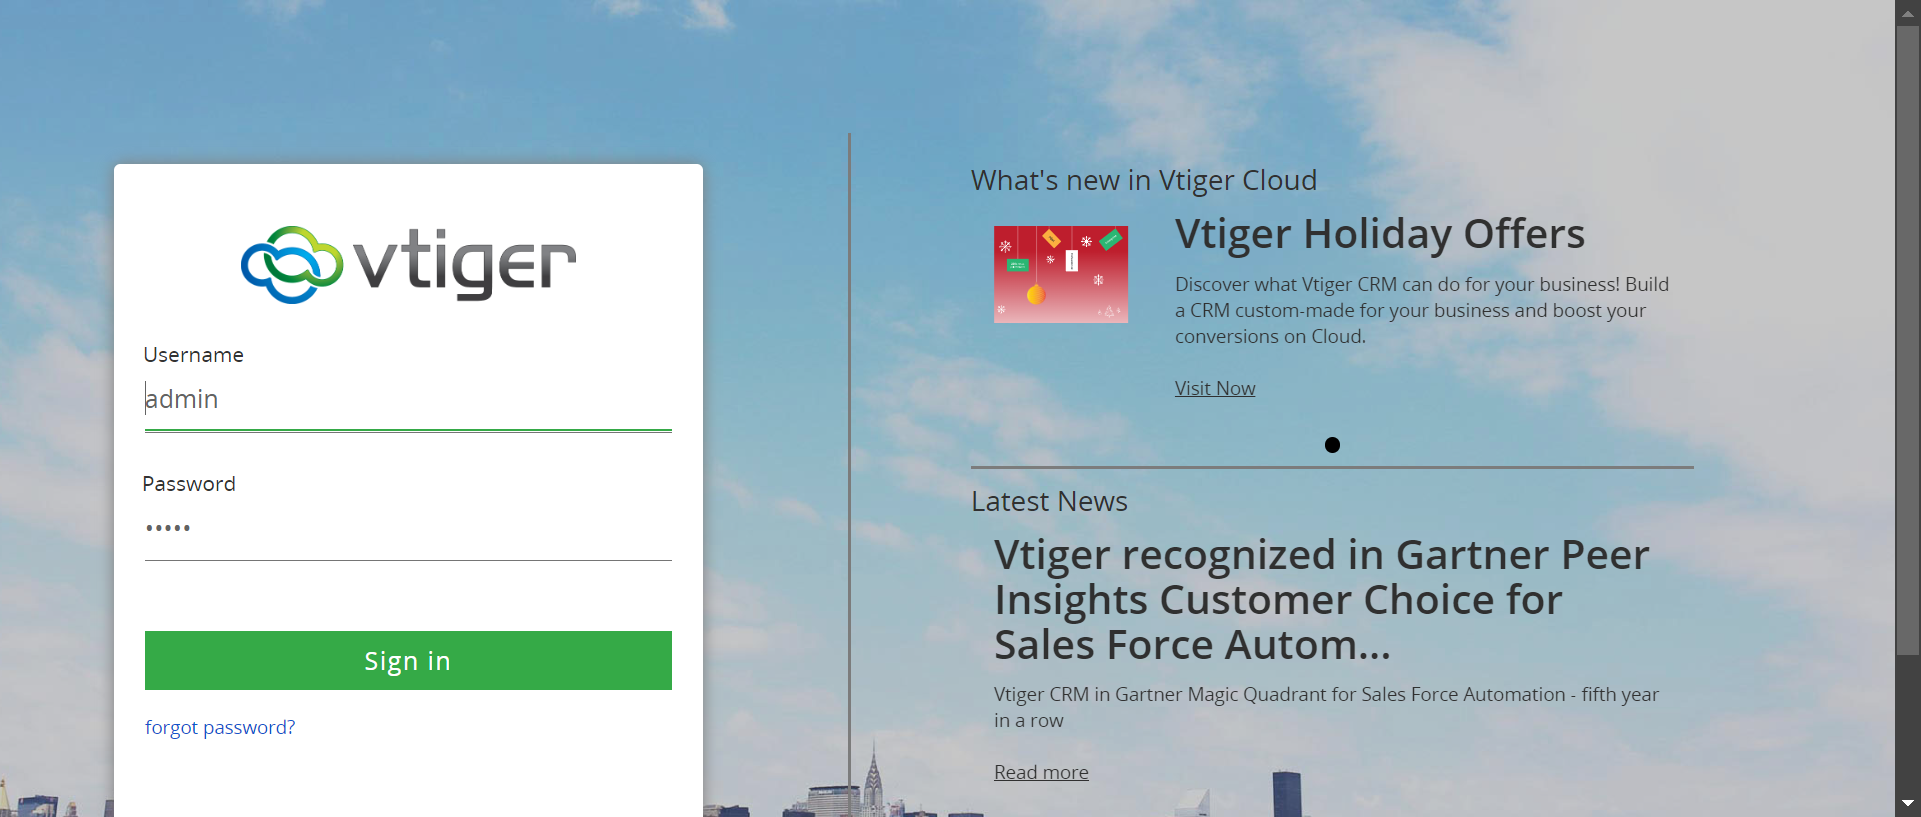 vtiger
Username
admin
Password
•••••
Sign in
forgot password?
What's new in Vtiger Cloud
Vtiger Holiday Offers
Discover what Vtiger CRM can do for your business! Build
a CRM custom-made for your business and boost your
conversions on Cloud.
Visit Now
Latest News
Vtiger recognized in Gartner Peer
Insights Customer Choice for
Sales Force Autom...
Vtiger CRM in Gartner Magic Quadrant for Sales Force Automation - fifth year
in a row
Read more